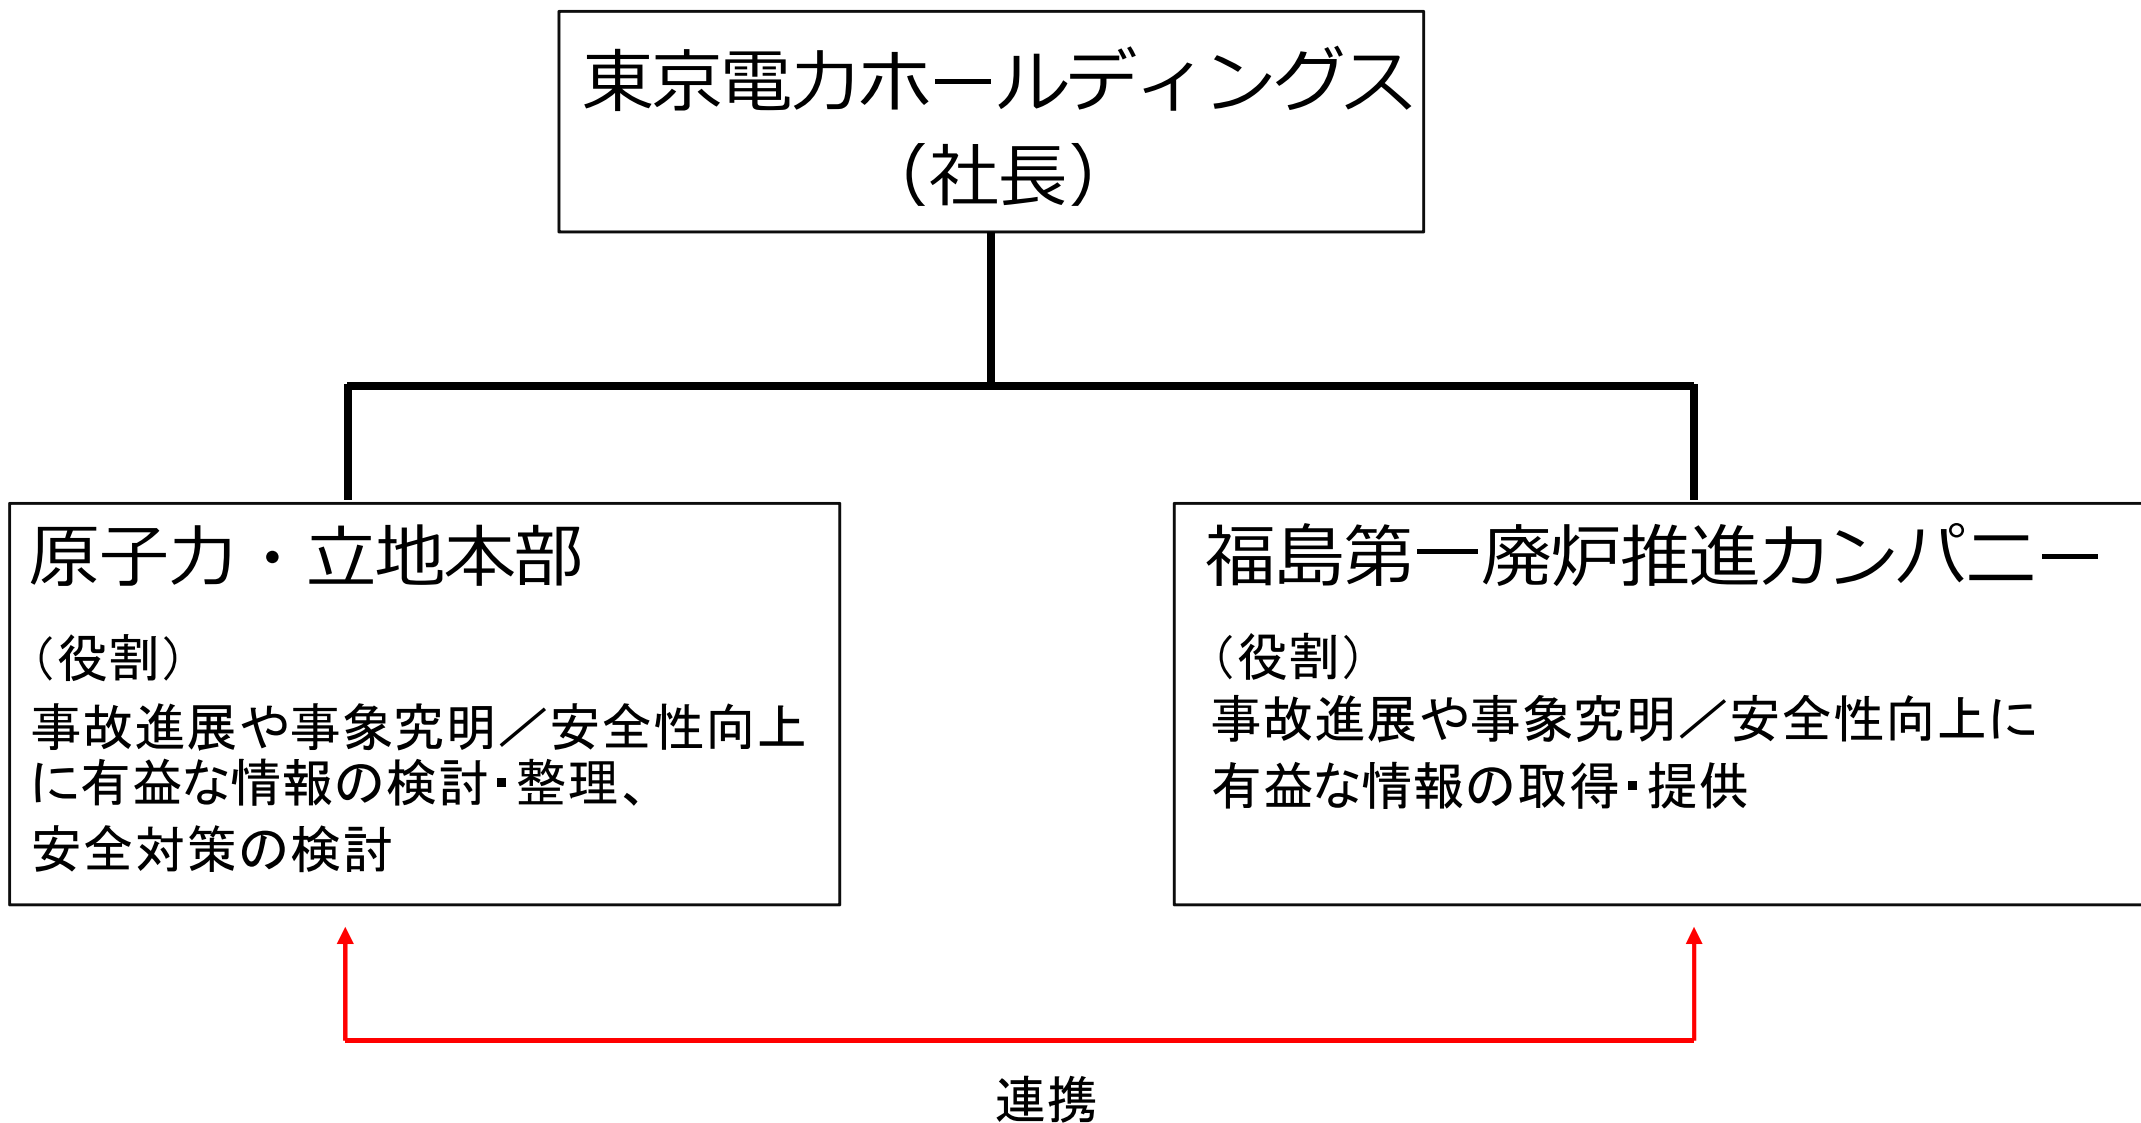 東京電力ホールディングス
（社長）
原子力・立地本部
（役割）
事故進展や事象究明／安全性向上
に有益な情報の検討・整理、
安全対策の検討
福島第一廃炉推進カンパニー
（役割）
事故進展や事象究明／安全性向上に
有益な情報の取得・提供
連携